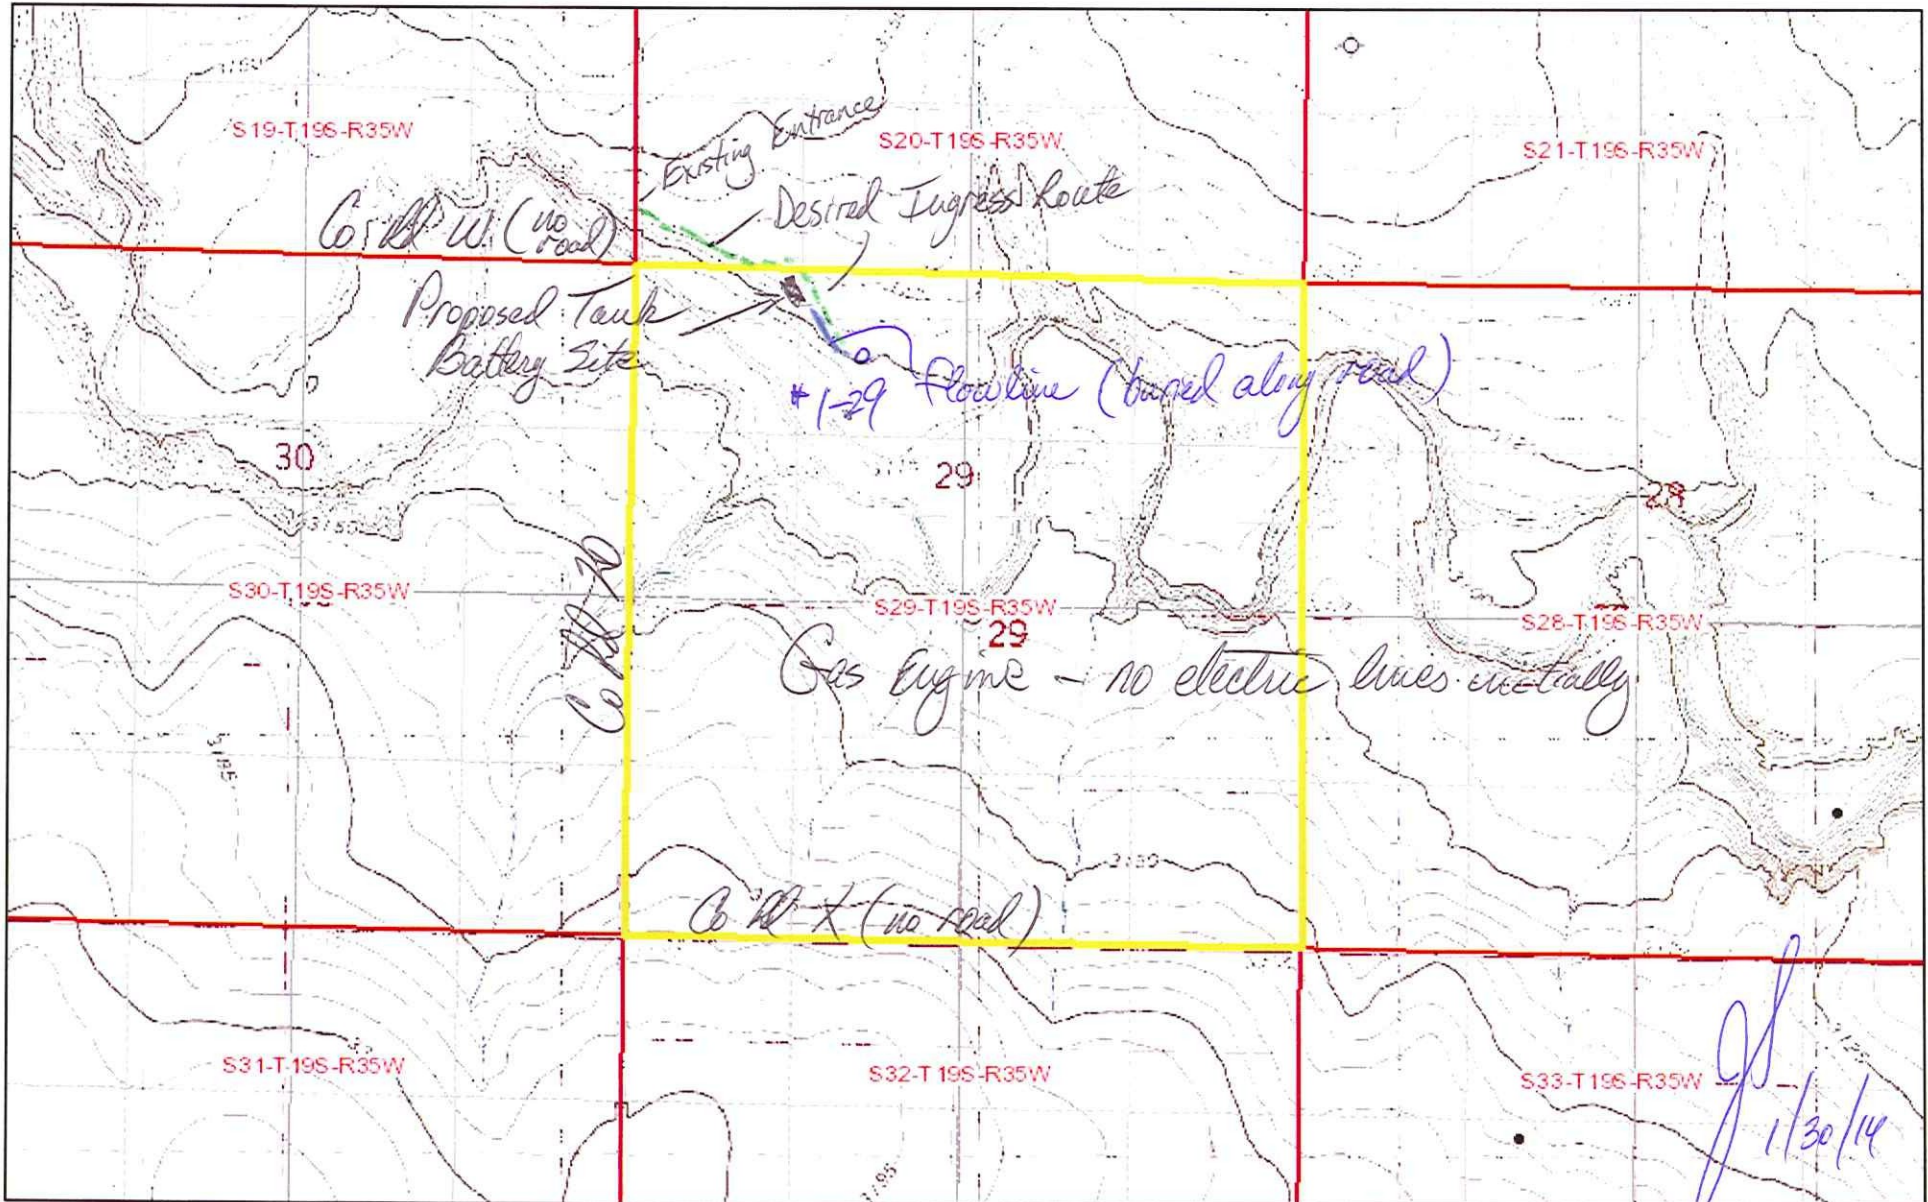 S19-T19S-R35W
S20-T19S-R35W
S21-T19S-R35W
Existing Entrance
Desired Ingress Route
Co Rd W (no road)
Proposed Tank
Battery Site
#1-29 flowline (buried along road)
30
29
28
S30-T19S-R35W
S29-T19S-R35W
29
S28-T19S-R35W
Co Rd
Gas Engine - no electric lines initially
3150
Co Rd X (no road)
S31-T19S-R35W
S32-T19S-R35W
S33-T19S-R35W
1/30/14